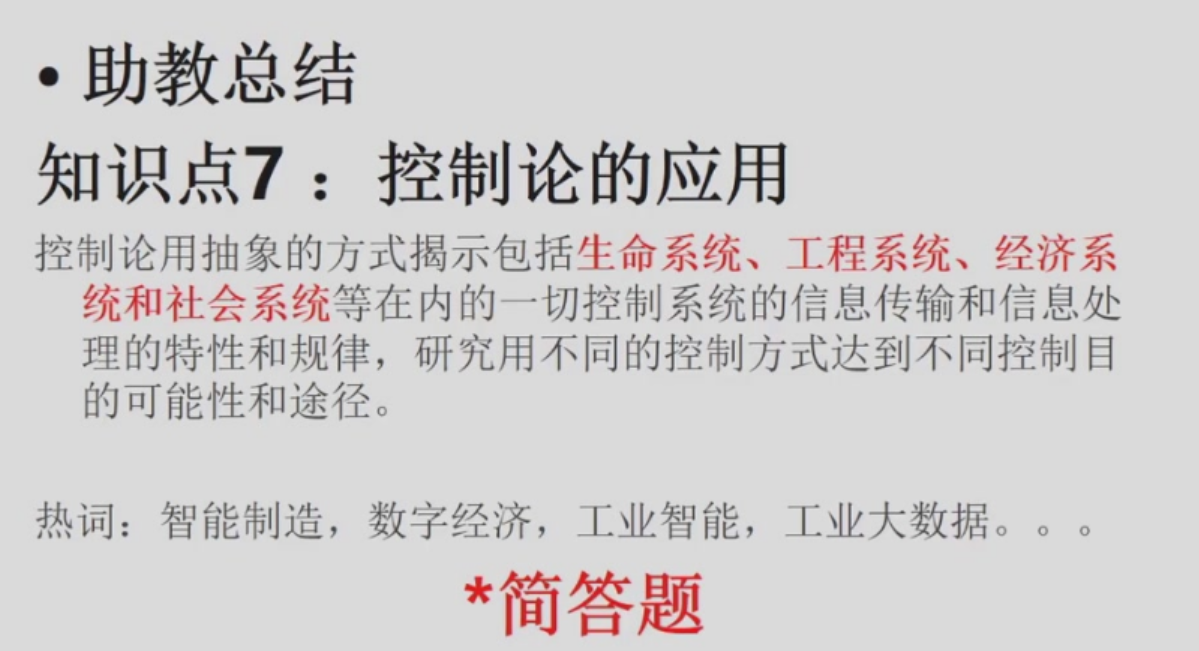 • 助教总结
知识点7：控制论的应用
控制论用抽象的方式揭示包括生命系统、工程系统、经济系
统和社会系统等在内的一切控制系统的信息传输和信息处
理的特性和规律，研究用不同的控制方式达到不同控制目
的可能性和途径。
热词：智能制造，数字经济，工业智能，工业大数据。。。
*简答题